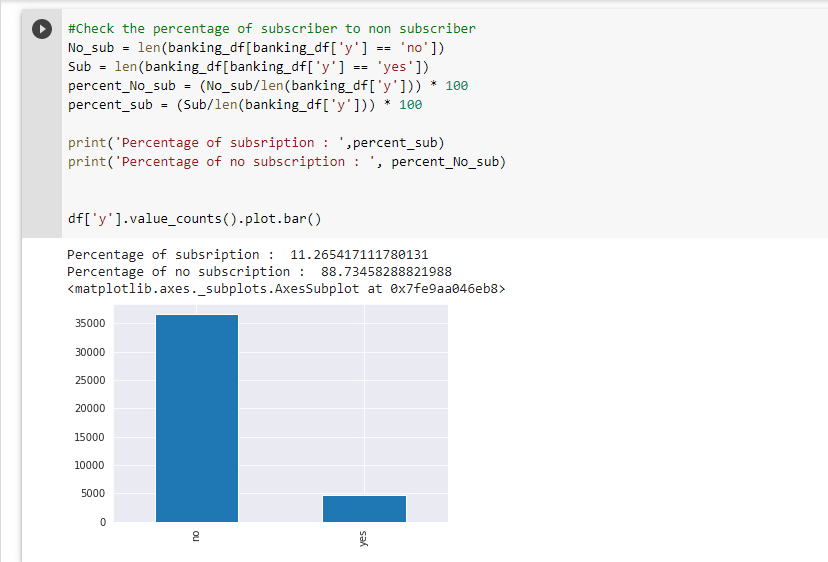 #Check the percentage of subscriber to non subscriber
No_sub = len(banking_df[banking_df['y'] == 'no'])
Sub = len(banking_df[banking_df['y'] == 'yes'])
percent_No_sub = (No_sub/len(banking_df['y'])) * 100
percent_sub = (Sub/len(banking_df['y'])) * 100
print('Percentage of subsription : ',percent_sub)
print('Percentage of no subscription : ', percent_No_sub)
df['y'].value_counts().plot.bar()
Percentage of subsription :  11.265417111780131
Percentage of no subscription :  88.73458288821988
<matplotlib.axes._subplots.AxesSubplot at 0x7fe9aa046eb8>
35000
30000
25000
20000
15000
10000
5000
0
no
yes